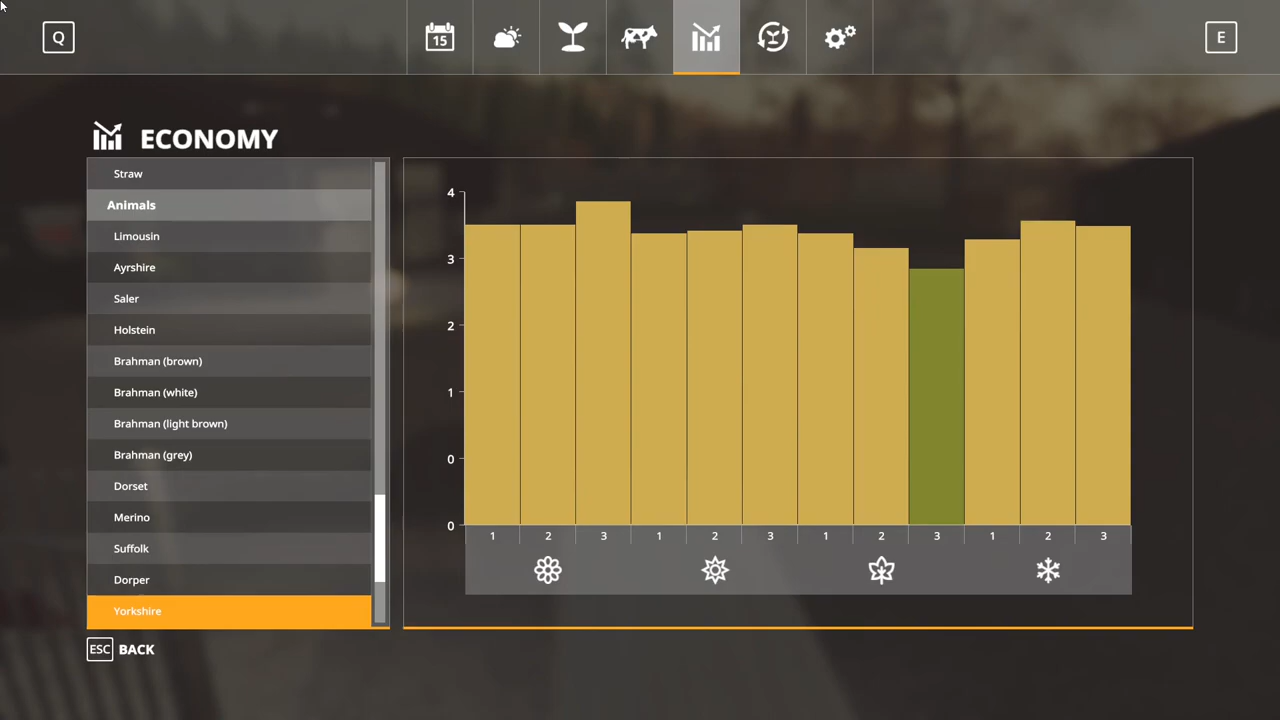 Q
15
E
ECONOMY
Straw
Animals
Limousin
Ayrshire
Saler
Holstein
Brahman (brown)
Brahman (white)
Brahman (light brown)
Brahman (grey)
Dorset
Merino
Suffolk
Dorper
Yorkshire
4
3
2
1
0
0
1 2 3 1 2 3 1 2 3 1 2 3
ESC BACK